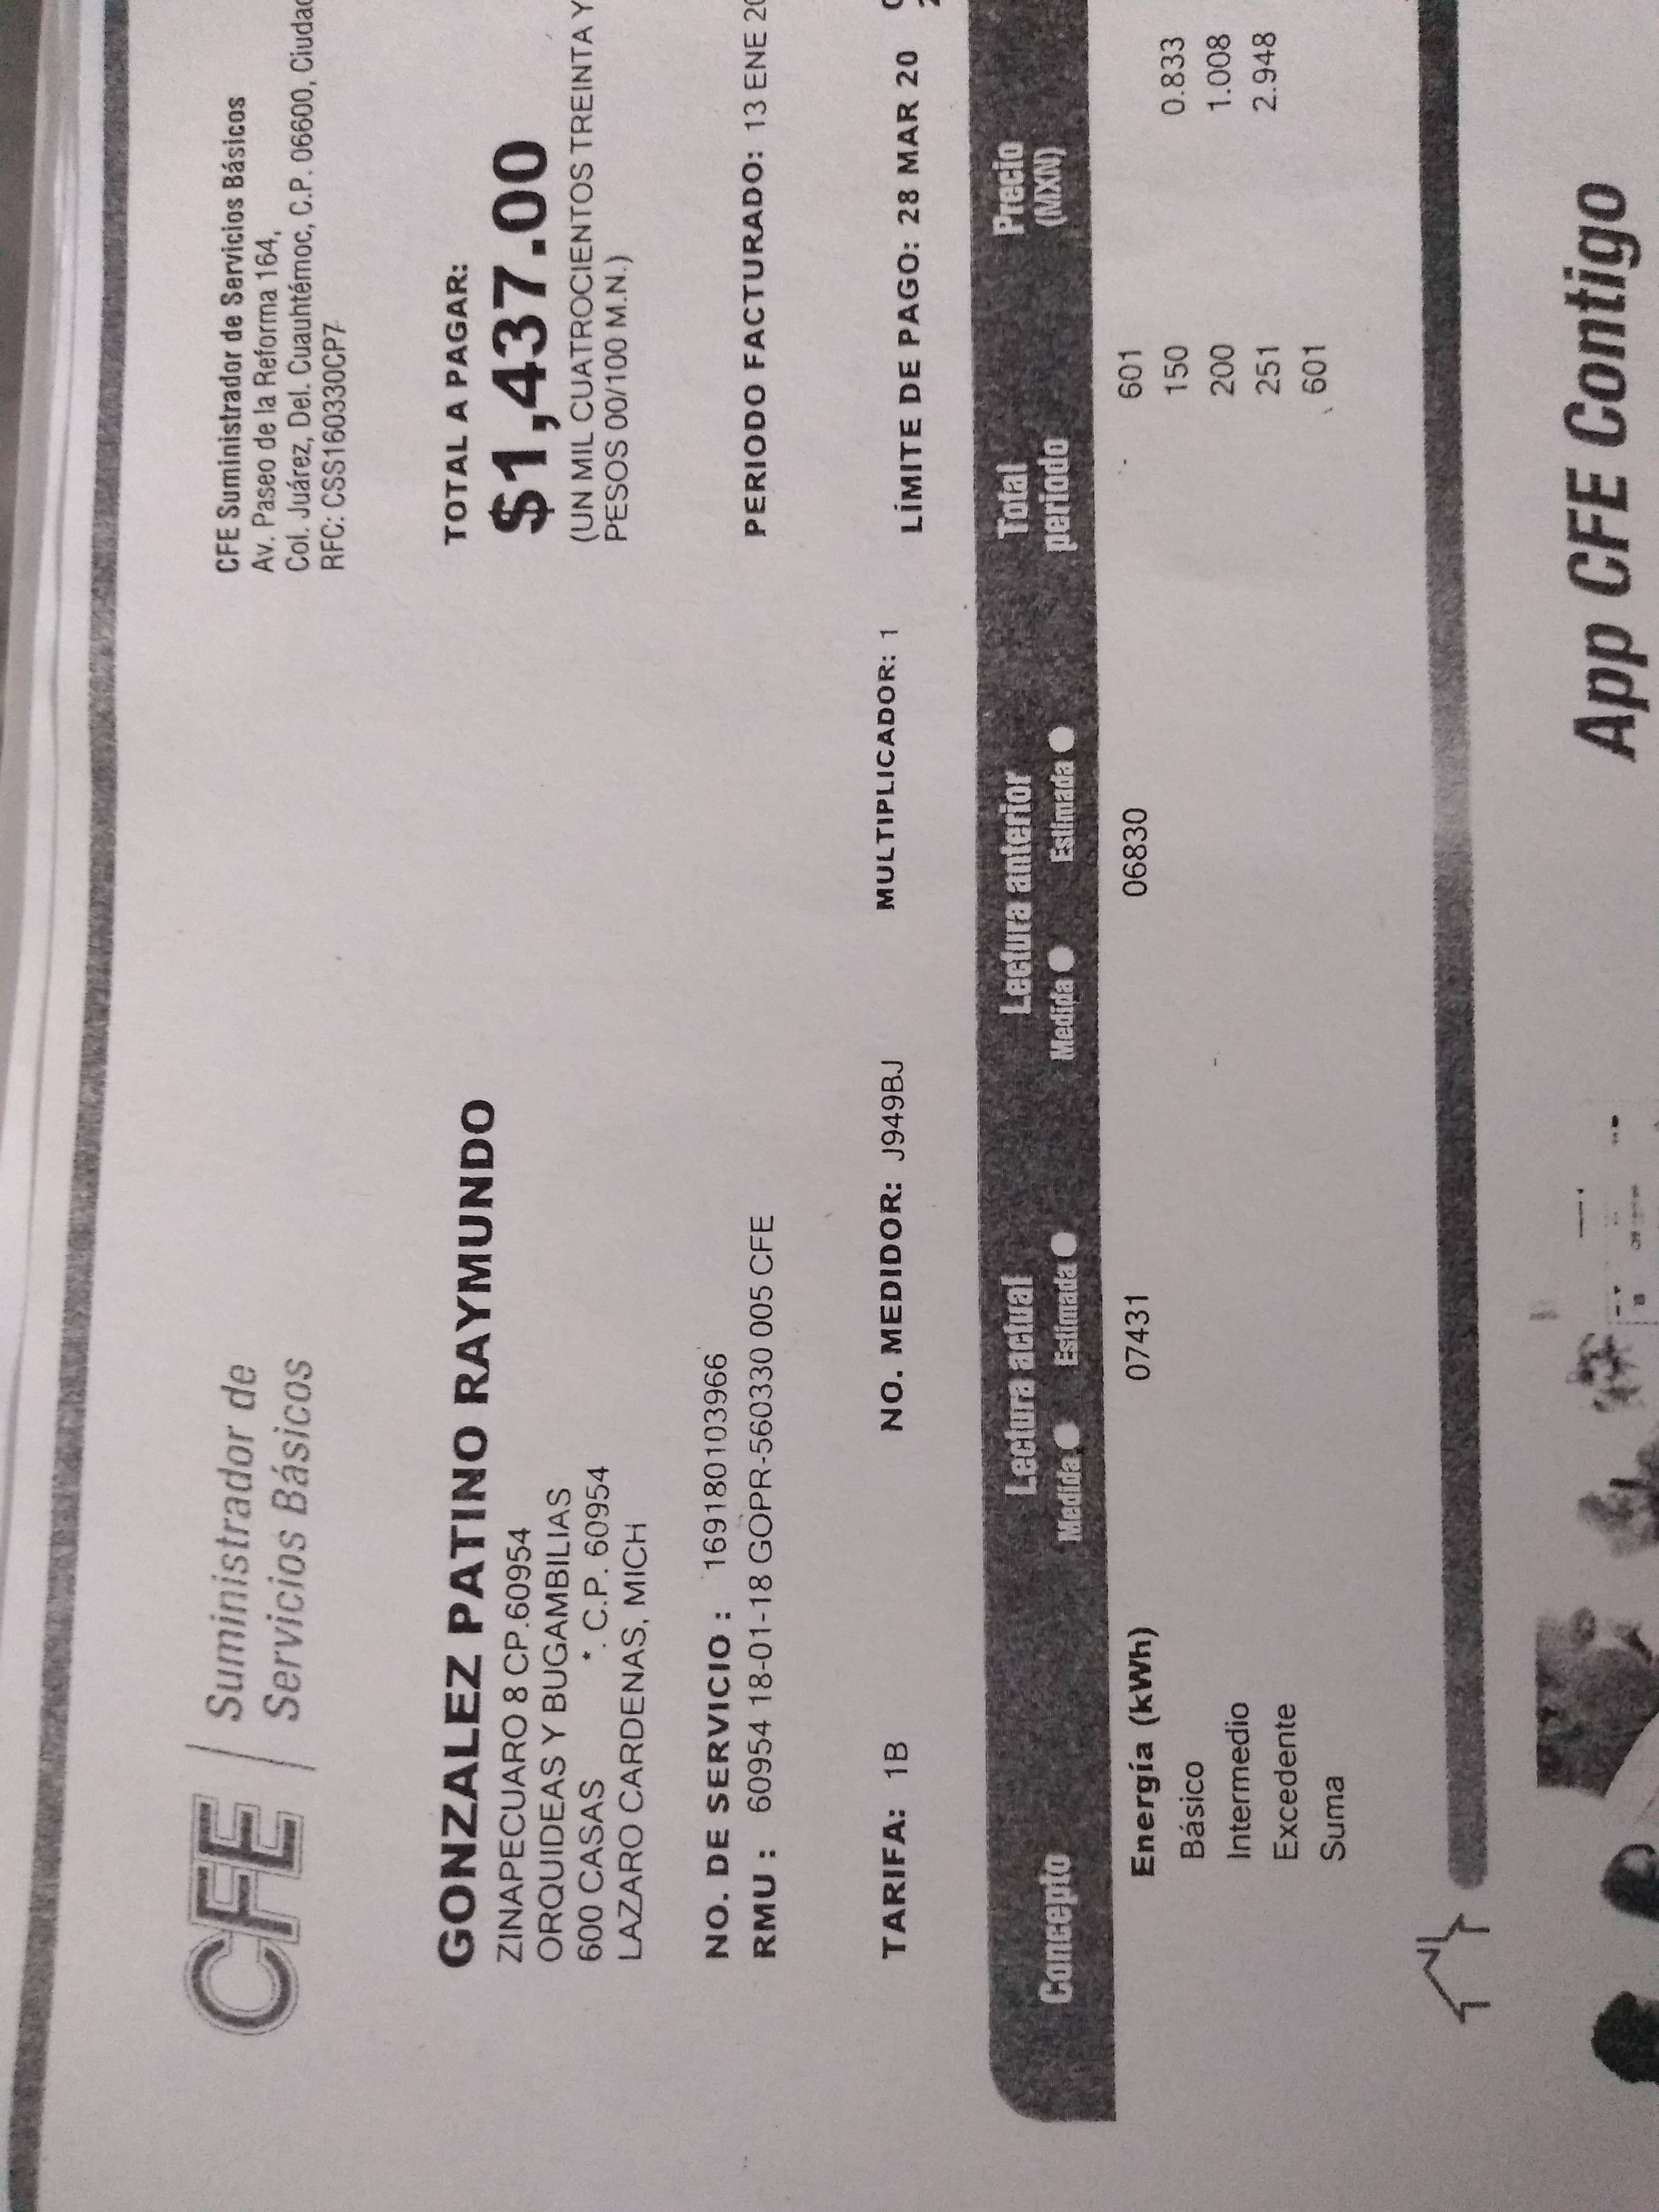 CFE
Suministrador de
Servicios Básicos
CFE Suministrador de Servicios Básicos
Av. Paseo de la Reforma 164,
Col. Juárez, Del. Cuauhtémoc, C.P. 06600,
RFC: CSS160330CP7
GONZALEZ PATINO RAYMUNDO
ZINAPECUARO 8 CP.60954
ORQUIDEAS Y BUGAMBILIAS
600 CASAS *. C.P. 60954
LAZARO CARDENAS, MICH
TOTAL A PAGAR:
$1,437.00
(UN MIL CUATROCIENTOS TREINTA Y
PESOS 00/100 M.N.)
NO. DE SERVICIO : 169180103966
RMU : 60954 18-01-18 GOPR-560330 005 CFE
PERIODO FACTURADO: 13 ENE 20
TARIFA: 1B NO. MEDIDOR: J949BJ MULTIPLICADOR: 1
LÍMITE DE PAGO: 28 MAR 20
Concepto Lectura actual Lectura anterior Total periodo Precio (MXN)
Medida Estimada Medida Estimada
Energía (kWh) 07431 06830 601
Básico 150 0.833
Intermedio 200 1.008
Excedente 251 2.948
Suma 601
App CFE Contigo